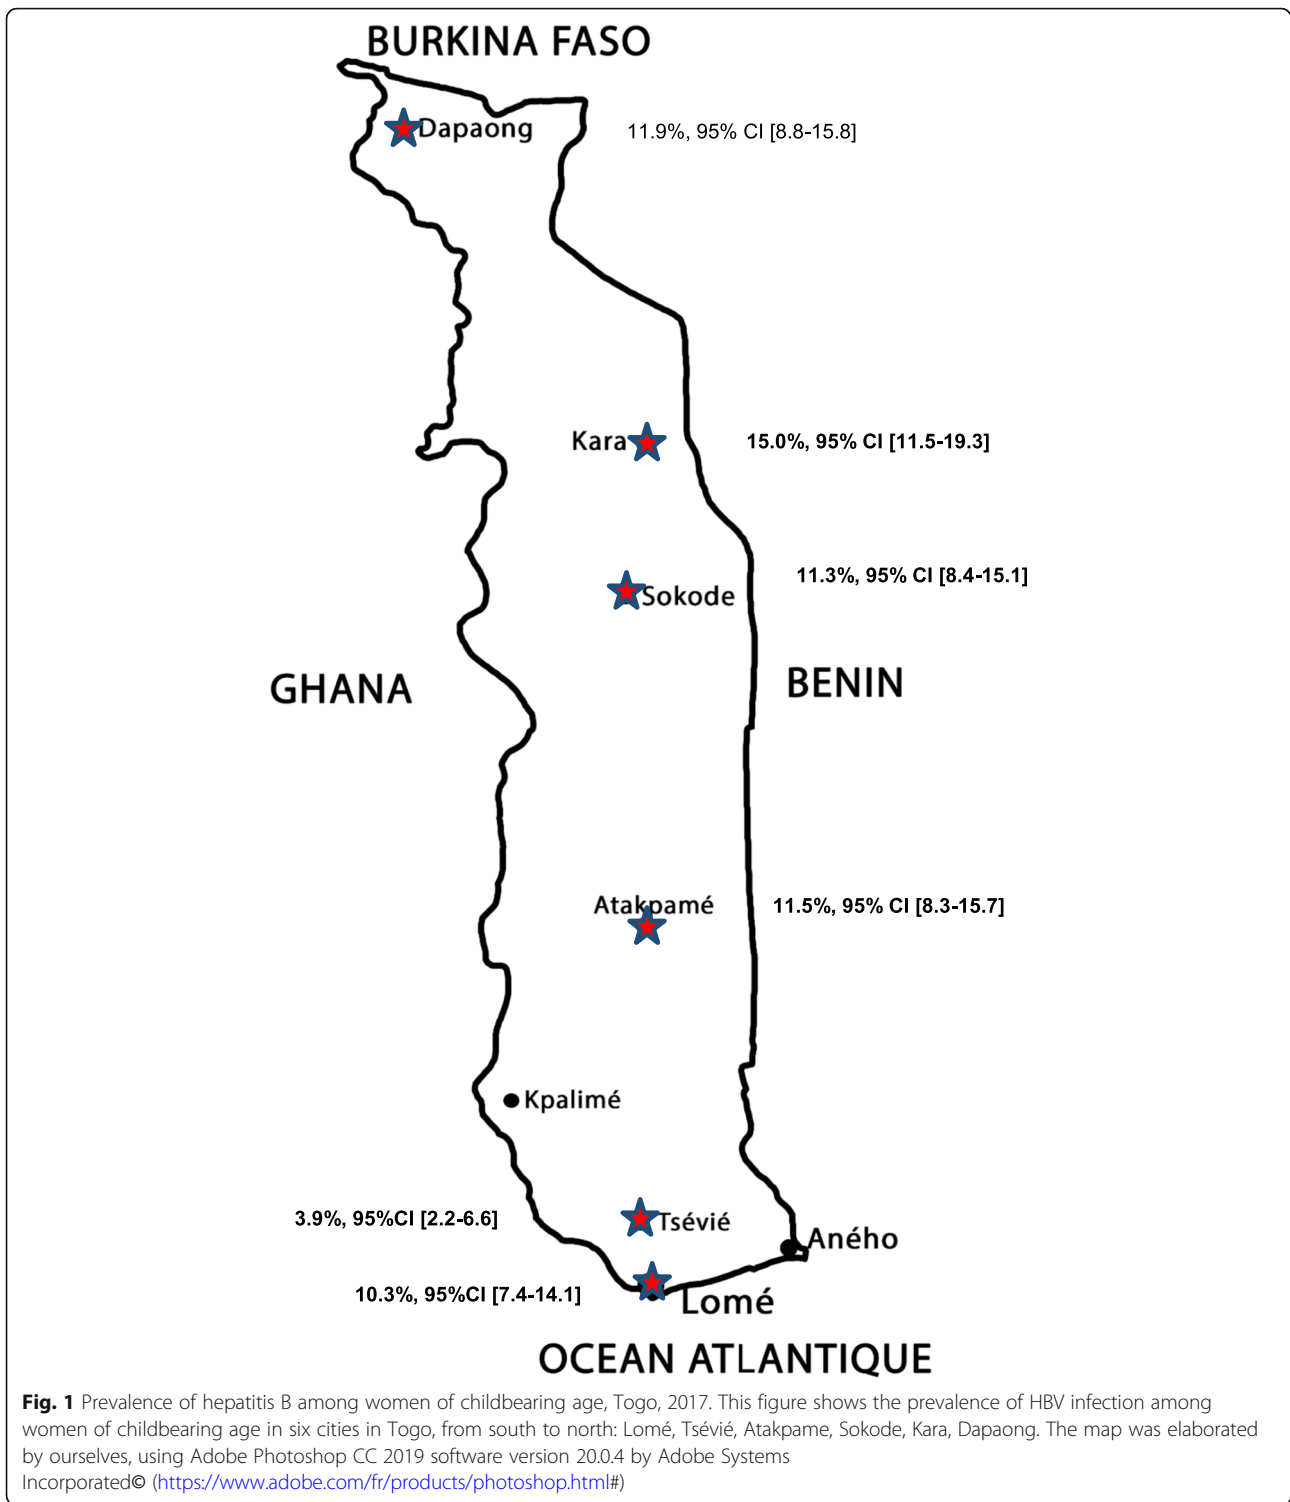 BURKINA FASO
Dapaong
11.9%, 95% CI [8.8-15.8]
Kara
15.0%, 95% CI [11.5-19.3]
11.3%, 95% CI [8.4-15.1]
Sokode
GHANA
BENIN
Atakpamé
11.5%, 95% CI [8.3-15.7]
Kpalimé
3.9%, 95%CI [2.2-6.6]
Tsévié
Aného
10.3%, 95%CI [7.4-14.1]
Lomé
OCEAN ATLANTIQUE
Fig. 1 Prevalence of hepatitis B among women of childbearing age, Togo, 2017. This figure shows the prevalence of HBV infection among
women of childbearing age in six cities in Togo, from south to north: Lomé, Tsévié, Atakpame, Sokode, Kara, Dapaong. The map was elaborated
by ourselves, using Adobe Photoshop CC 2019 software version 20.0.4 by Adobe Systems
Incorporated© (https://www.adobe.com/fr/products/photoshop.html#)